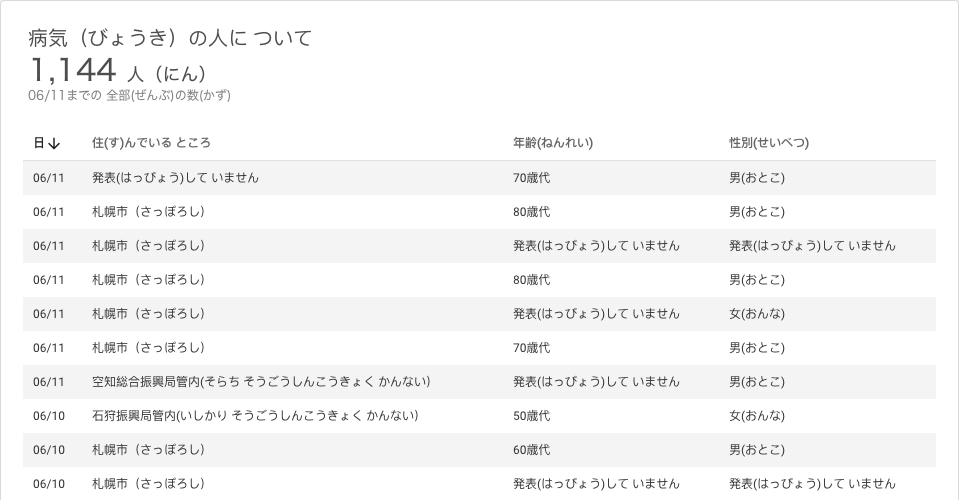 病気（びょうき）の人に ついて
1,144 人（にん）
06/11までの 全部(ぜんぶ)の数(かず)
日↓ 住(す)んでいる ところ 年齢(ねんれい) 性別(せいべつ)
06/11 発表(はっぴょう)して いません 70歳代 男(おとこ)
06/11 札幌市（さっぽろし） 80歳代 男(おとこ)
06/11 札幌市（さっぽろし） 発表(はっぴょう)して いません 発表(はっぴょう)して いません
06/11 札幌市（さっぽろし） 80歳代 男(おとこ)
06/11 札幌市（さっぽろし） 発表(はっぴょう)して いません 女(おんな)
06/11 札幌市（さっぽろし） 70歳代 男(おとこ)
06/11 空知総合振興局管内(そらち そうごうしんこうきょく かんない） 発表(はっぴょう)して いません 男(おとこ)
06/10 石狩振興局管内(いしかり そうごうしんこうきょく かんない） 50歳代 女(おんな)
06/10 札幌市（さっぽろし） 60歳代 男(おとこ)
06/10 札幌市（さっぽろし） 発表(はっぴょう)して いません 発表(はっぴょう)して いません